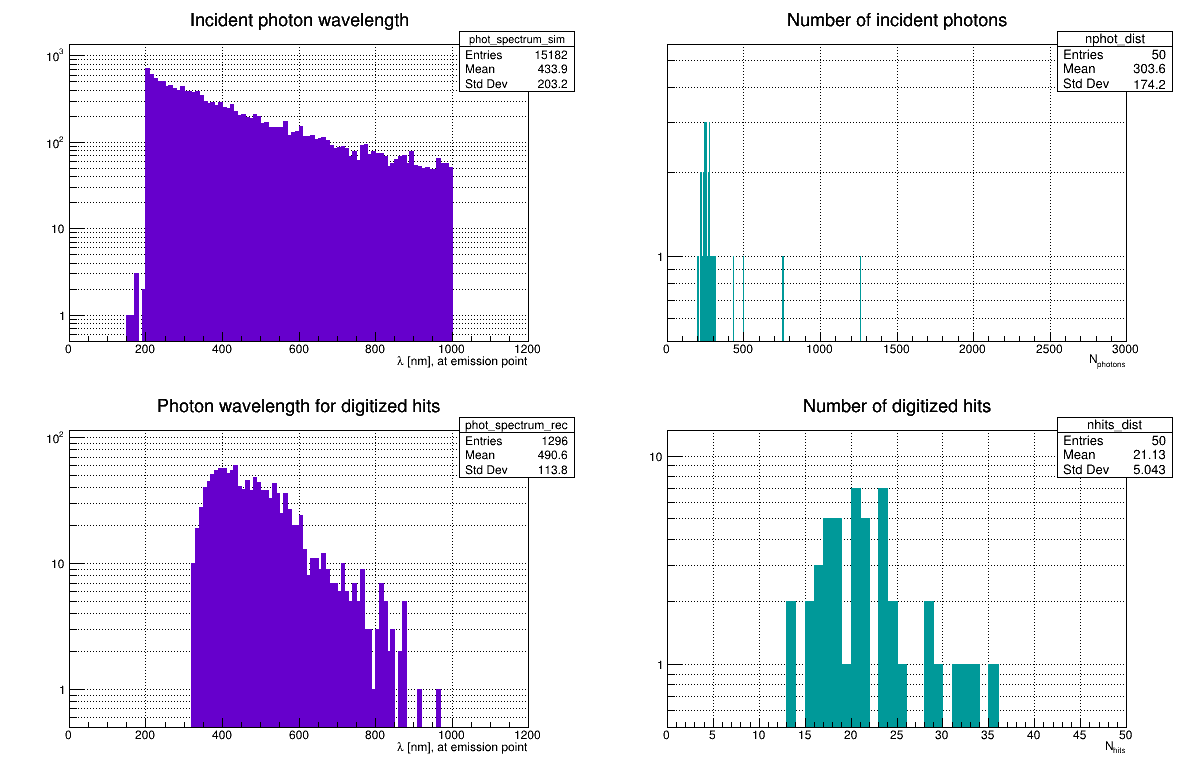 Incident photon wavelength
phot_spectrum_sim
Entries 15182
Mean 433.9
Std Dev 203.2
10³
10²
10
1
0 200 400 600 800 1000 1200
λ [nm], at emission point
Number of incident photons
nphot_dist
Entries 50
Mean 303.6
Std Dev 174.2
1
0 500 1000 1500 2000 2500 3000
Nphotons
Photon wavelength for digitized hits
phot_spectrum_rec
Entries 1296
Mean 490.6
Std Dev 113.8
10²
10
1
0 200 400 600 800 1000 1200
λ [nm], at emission point
Number of digitized hits
nhits_dist
Entries 50
Mean 21.13
Std Dev 5.043
10
1
0 5 10 15 20 25 30 35 40 45 50
Nhits